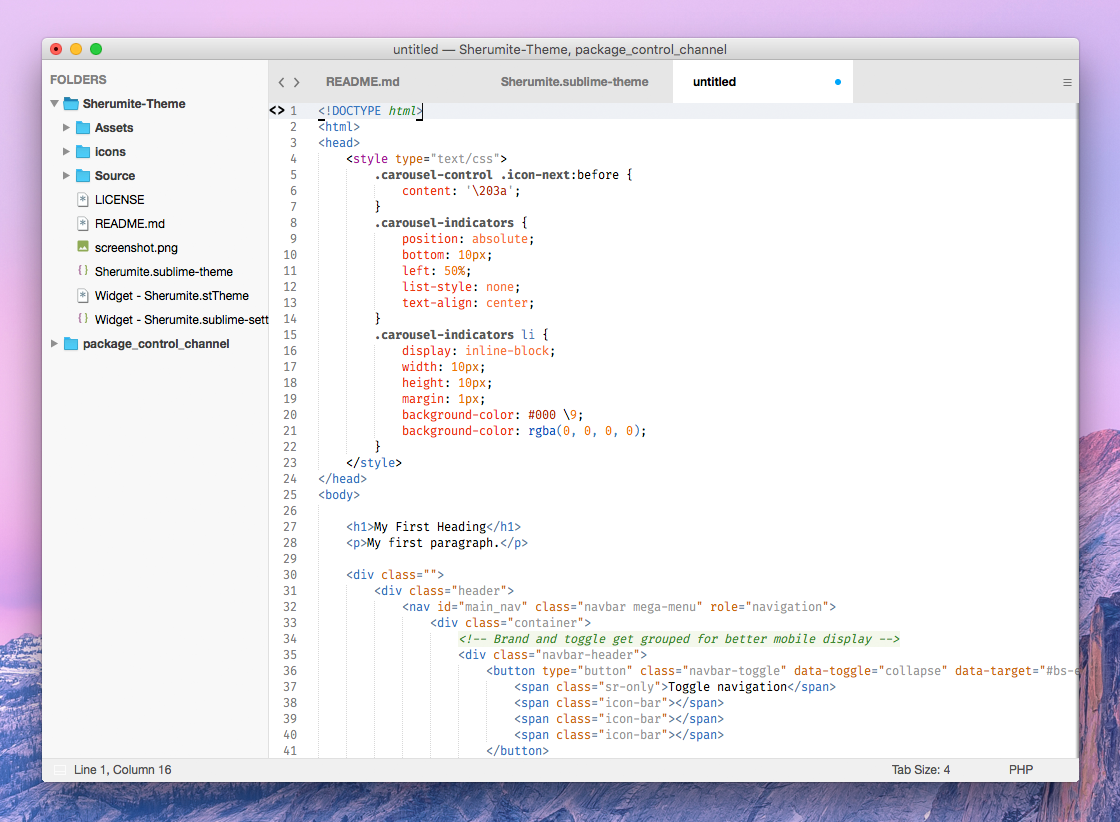 untitled — Sherumite-Theme, package_control_channel
FOLDERS
Sherumite-Theme
Assets
icons
Source
LICENSE
README.md
screenshot.png
{ } Sherumite.sublime-theme
Widget - Sherumite.stTheme
{ } Widget - Sherumite.sublime-sett
package_control_channel
README.md Sherumite.sublime-theme untitled
<> 1 <!DOCTYPE html>
2 <html>
3 <head>
4     <style type="text/css">
5         .carousel-control .icon-next:before {
6             content: '\203a';
7         }
8         .carousel-indicators {
9             position: absolute;
10             bottom: 10px;
11             left: 50%;
12             list-style: none;
13             text-align: center;
14         }
15         .carousel-indicators li {
16             display: inline-block;
17             width: 10px;
18             height: 10px;
19             margin: 1px;
20             background-color: #000 \9;
21             background-color: rgba(0, 0, 0, 0);
22         }
23     </style>
24 </head>
25 <body>
26
27     <h1>My First Heading</h1>
28     <p>My first paragraph.</p>
29
30     <div class="">
31         <div class="header">
32             <nav id="main_nav" class="navbar mega-menu" role="navigation">
33                 <div class="container">
34                     <!-- Brand and toggle get grouped for better mobile display -->
35                     <div class="navbar-header">
36                         <button type="button" class="navbar-toggle" data-toggle="collapse" data-target="#bs-e
37                             <span class="sr-only">Toggle navigation</span>
38                             <span class="icon-bar"></span>
39                             <span class="icon-bar"></span>
40                             <span class="icon-bar"></span>
41                         </button>
Line 1, Column 16 Tab Size: 4 PHP